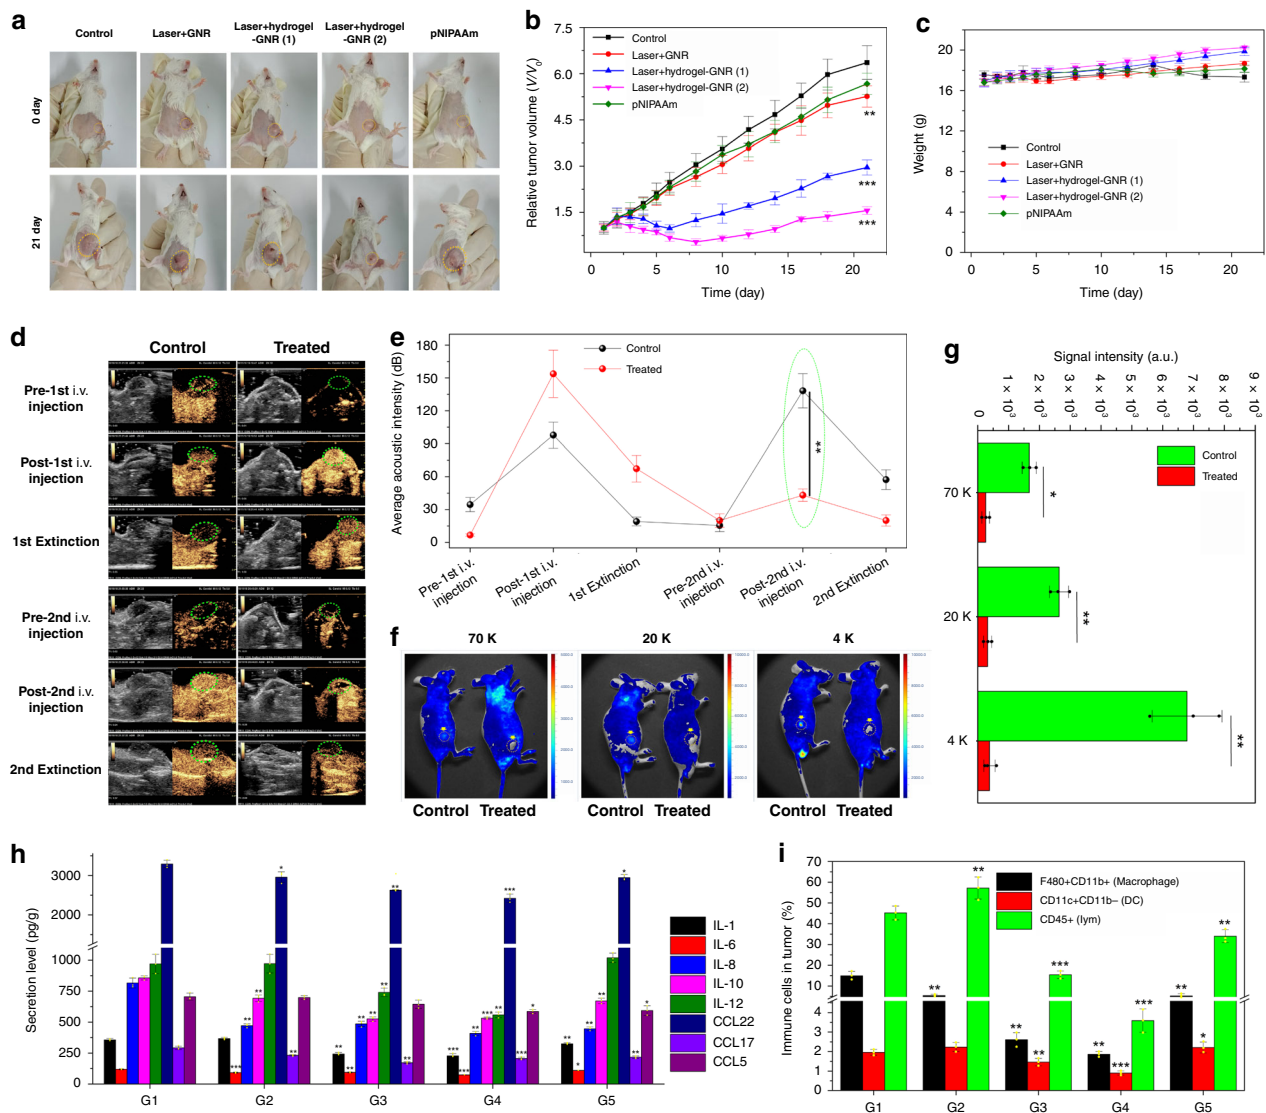 a
Control
Laser+GNR
Laser+hydrogel
-GNR (1)
Laser+hydrogel
-GNR (2)
pNIPAAm
0 day
21 day
b
7.5
6.0
4.5
3.0
1.5
Relative tumor volume (V/V0)
Control
Laser+GNR
Laser+hydrogel-GNR (1)
Laser+hydrogel-GNR (2)
pNIPAAm
**
***
***
0 5 10 15 20
Time (day)
c
20
16
12
8
4
0
Weight (g)
Control
Laser+GNR
Laser+hydrogel-GNR (1)
Laser+hydrogel-GNR (2)
pNIPAAm
0 5 10 15 20
Time (day)
d
Control Treated
Pre-1st i.v.
injection
Post-1st i.v.
injection
1st Extinction
Pre-2nd i.v.
injection
Post-2nd i.v.
injection
2nd Extinction
e
180
150
120
90
60
30
0
Average acoustic intensity (dB)
Control
Treated
**
Pre-1st i.v.
injection
Post-1st i.v.
injection
1st Extinction
Pre-2nd i.v.
injection
Post-2nd i.v.
injection
2nd Extinction
f
70 K 20 K 4 K
Control Treated
Control Treated
Control Treated
g
Signal intensity (a.u.)
0
1 × 10³
2 × 10³
3 × 10³
4 × 10³
5 × 10³
6 × 10³
7 × 10³
8 × 10³
9 × 10³
Control
Treated
70 K
*
20 K
**
4 K
**
h
3000
2000
1000
750
500
250
0
Secretion level (pg/g)
IL-1
IL-6
IL-8
IL-10
IL-12
CCL22
CCL17
CCL5
G1 G2 G3 G4 G5
i
70
60
50
40
30
20
10
4
3
2
1
0
Immune cells in tumor (%)
F480+CD11b+ (Macrophage)
CD11c+CD11b− (DC)
CD45+ (lym)
** **
** ** ***
** *** ***
** * **
G1 G2 G3 G4 G5